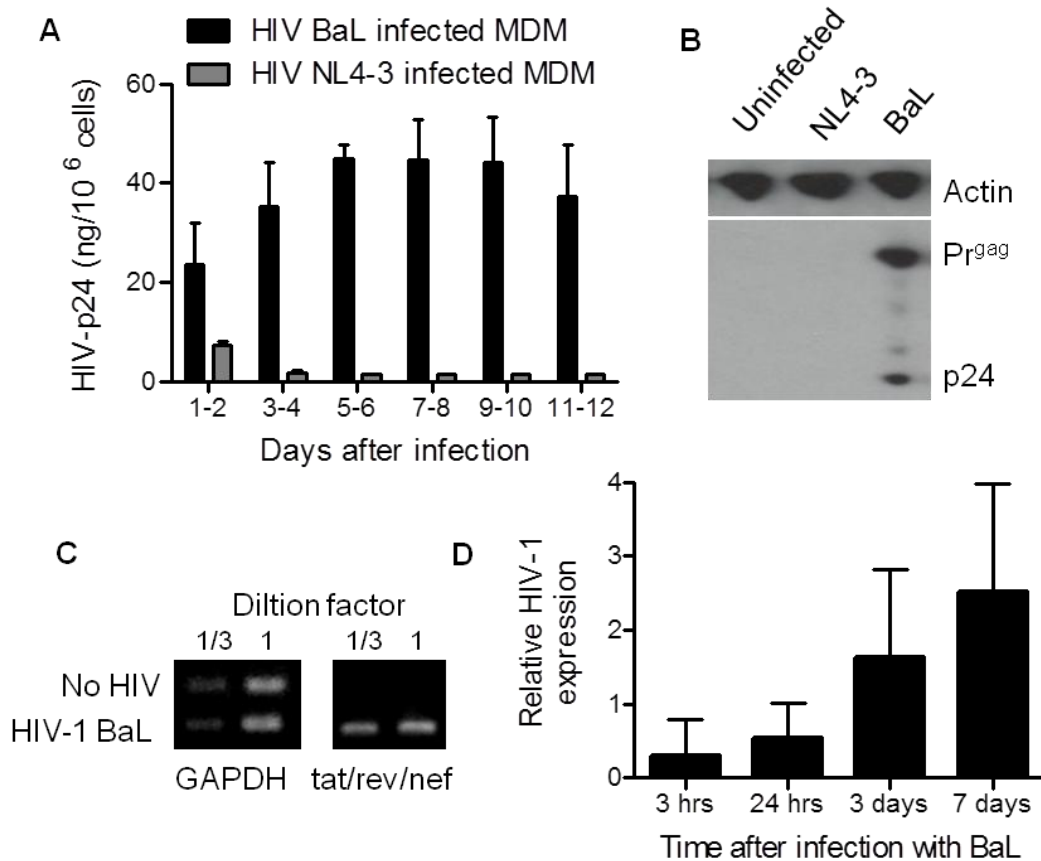 A
HIV BaL infected MDM
HIV NL4-3 infected MDM
HIV-p24 (ng/10 6 cells)
60
40
20
0
1-2 3-4 5-6 7-8 9-10 11-12
Days after infection
B
Uninfected
NL4-3
BaL
Actin
Prgag
p24
C
Diltion factor
1/3 1 1/3 1
No HIV
HIV-1 BaL
GAPDH tat/rev/nef
D
Relative HIV-1
expression
4
3
2
1
0
3 hrs 24 hrs 3 days 7 days
Time after infection with BaL